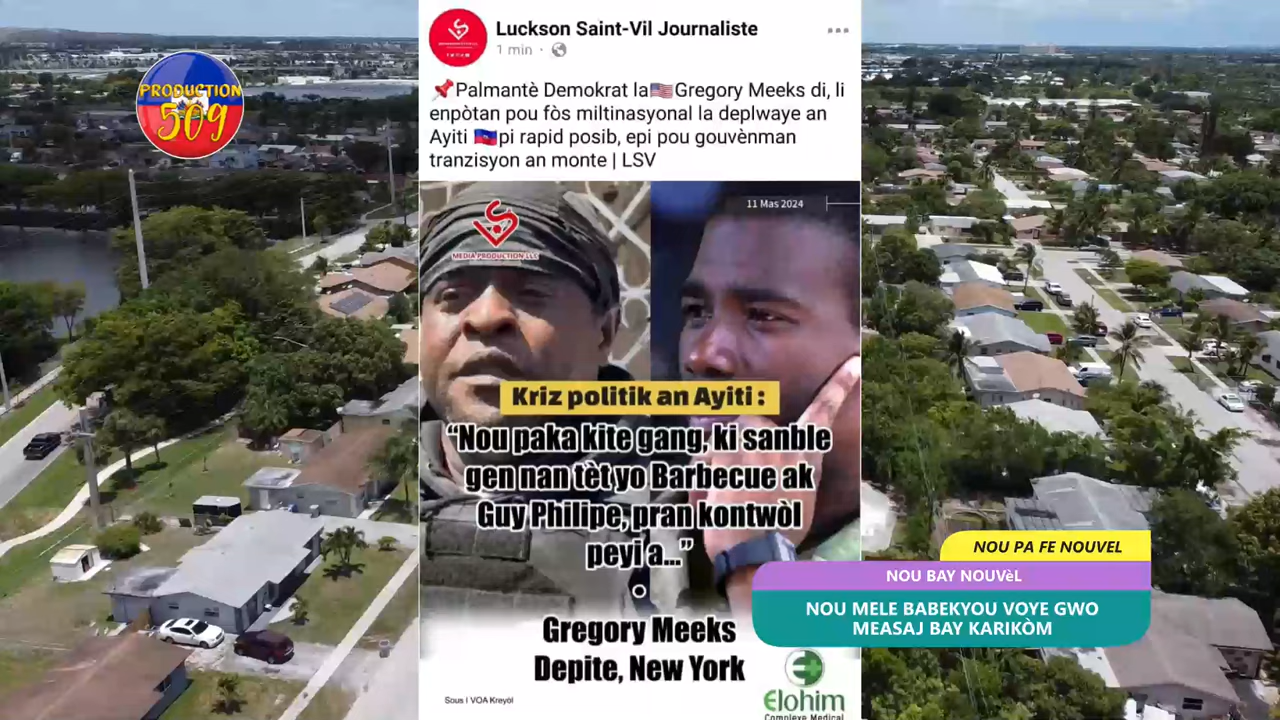 PRODUCTION
509
Luckson Saint-Vil Journaliste
1 min
📌Palmantè Demokrat la🇺🇸Gregory Meeks di, li
enpòtan pou fòs miltinasyonal la deplwaye an
Ayiti 🇭🇹pi rapid posib, epi pou gouvènman
tranzisyon an monte | LSV
11 Mas 2024
MEDIA PRODUCTION LLC
Kriz politik an Ayiti :
“Nou paka kite gang, ki sanble
gen nan tèt yo Barbecue ak
Guy Philipe, pran kontwòl
peyi a...”
Gregory Meeks
Depite, New York
Sous | VOA Kreyòl
Elohim
Complexe Medical
NOU PA FE NOUVEL
NOU BAY NOUVèL
NOU MELE BABEKYOU VOYE GWO
MEASAJ BAY KARIKÒM